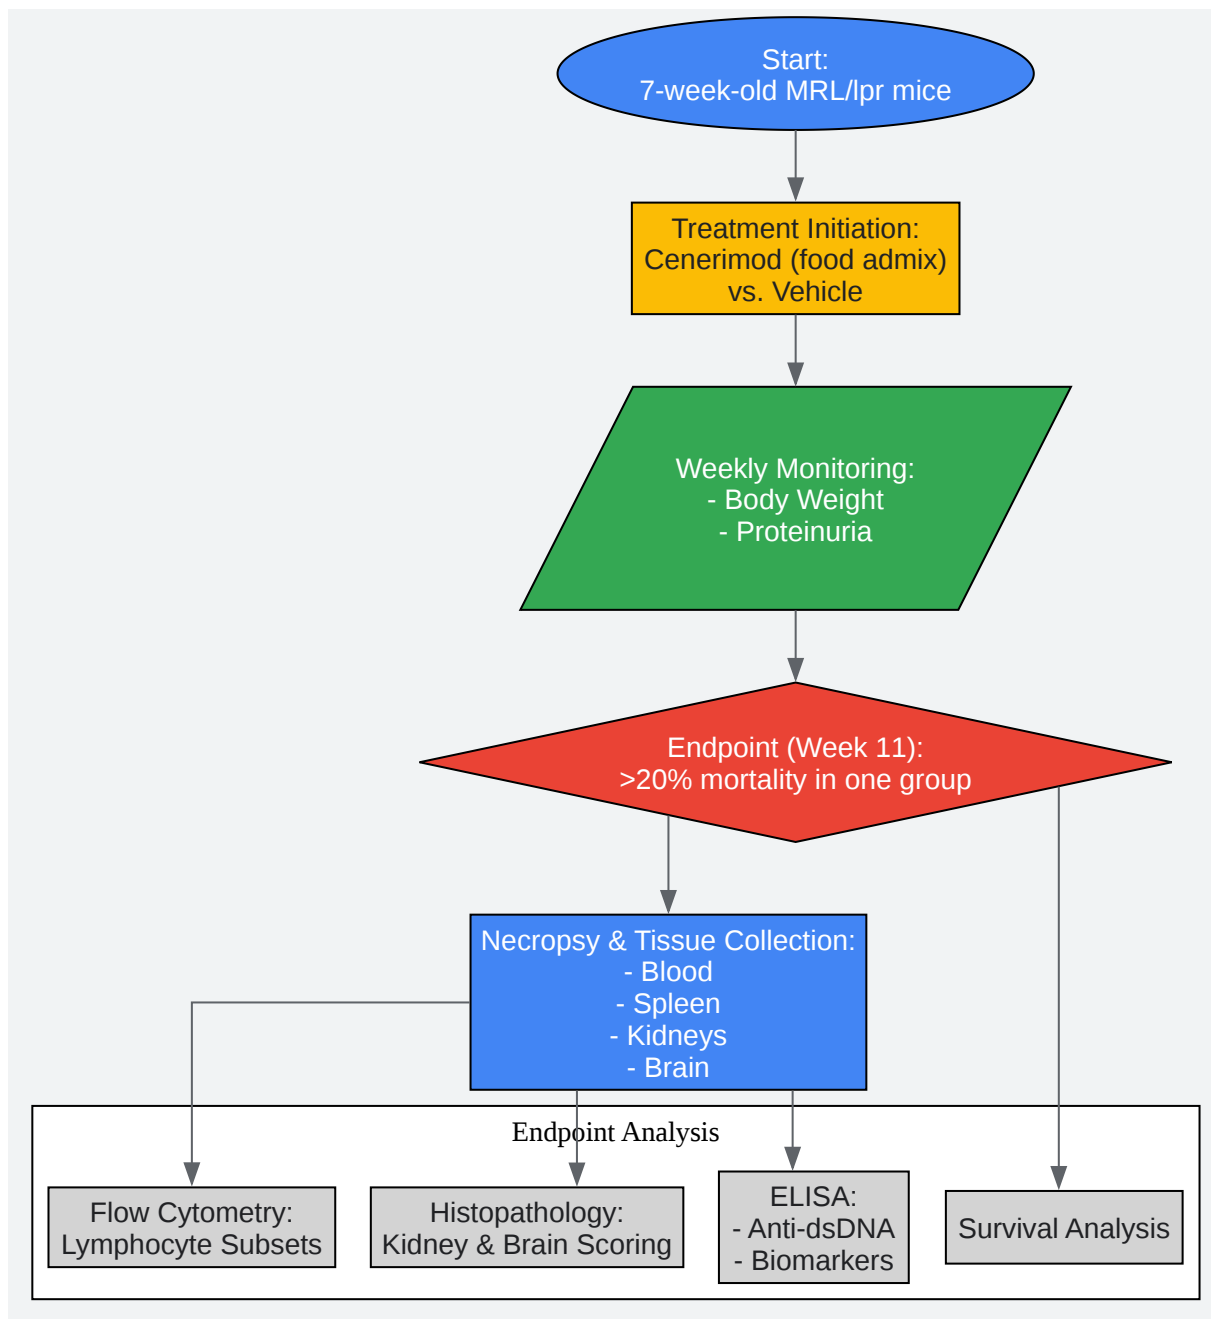 Start:
7-week-old MRL/lpr mice
Treatment Initiation:
Cenerimod (food admix)
vs. Vehicle
Weekly Monitoring:
- Body Weight
- Proteinuria
Endpoint (Week 11):
>20% mortality in one group
Necropsy & Tissue Collection:
- Blood
- Spleen
- Kidneys
- Brain
Endpoint Analysis
Flow Cytometry:
Lymphocyte Subsets
Histopathology:
Kidney & Brain Scoring
ELISA:
- Anti-dsDNA
- Biomarkers
Survival Analysis